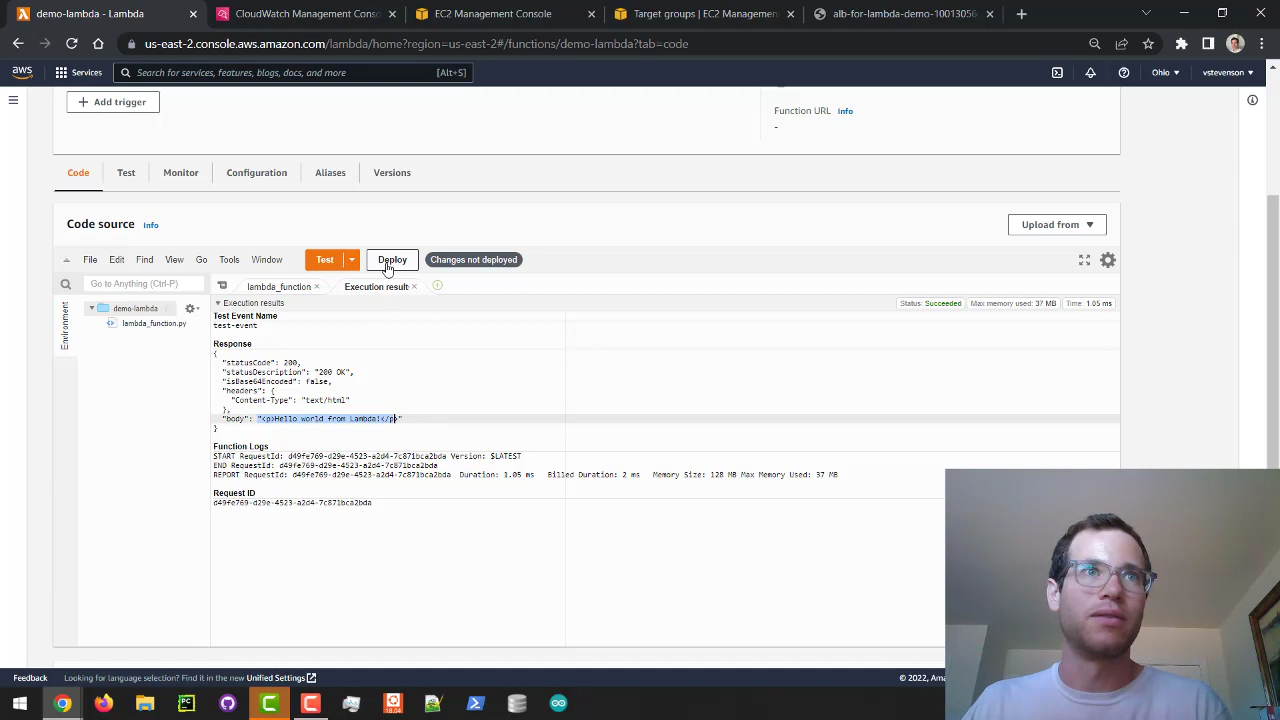 demo-lambda - Lambda
CloudWatch Management Conso
EC2 Management Console
Target groups | EC2 Managemen
alb-for-lambda-demo-10013056
us-east-2.console.aws.amazon.com/lambda/home?region=us-east-2#/functions/demo-lambda?tab=code
aws
Services
Search for services, features, blogs, docs, and more
[Alt+S]
Ohio
vstevenson
+ Add trigger
Function URL Info
-
Code
Test
Monitor
Configuration
Aliases
Versions
Code source Info
Upload from
File Edit Find View Go Tools Window
Test
Deploy
Changes not deployed
Go to Anything (Ctrl-P)
lambda_function
Execution result
Environment
demo-lambda
lambda_function.py
Execution results
Status: Succeeded
Max memory used: 37 MB
Time: 1.05 ms
Test Event Name
test-event
Response
{
"statusCode": 200,
"statusDescription": "200 OK",
"isBase64Encoded": false,
"headers": {
"Content-Type": "text/html"
},
"body": "<p>Hello world from Lambda!</p>"
}
Function Logs
START RequestId: d49fe769-d29e-4523-a2d4-7c871bca2bda Version: $LATEST
END RequestId: d49fe769-d29e-4523-a2d4-7c871bca2bda
REPORT RequestId: d49fe769-d29e-4523-a2d4-7c871bca2bda Duration: 1.05 ms Billed Duration: 2 ms Memory Size: 128 MB Max Memory Used: 37 MB
Request ID
d49fe769-d29e-4523-a2d4-7c871bca2bda
Feedback
Looking for language selection? Find it in the new Unified Settings
© 2022, Ama
PC
C
C
18.04